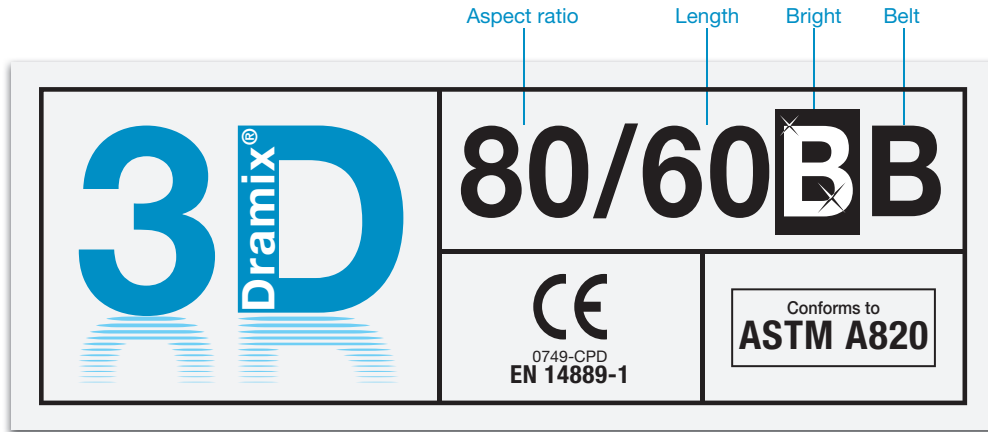 Aspect ratio Length Bright Belt
3D
Dramix®
80/60BB
CE
0749-CPD
EN 14889-1
Conforms to
ASTM A820